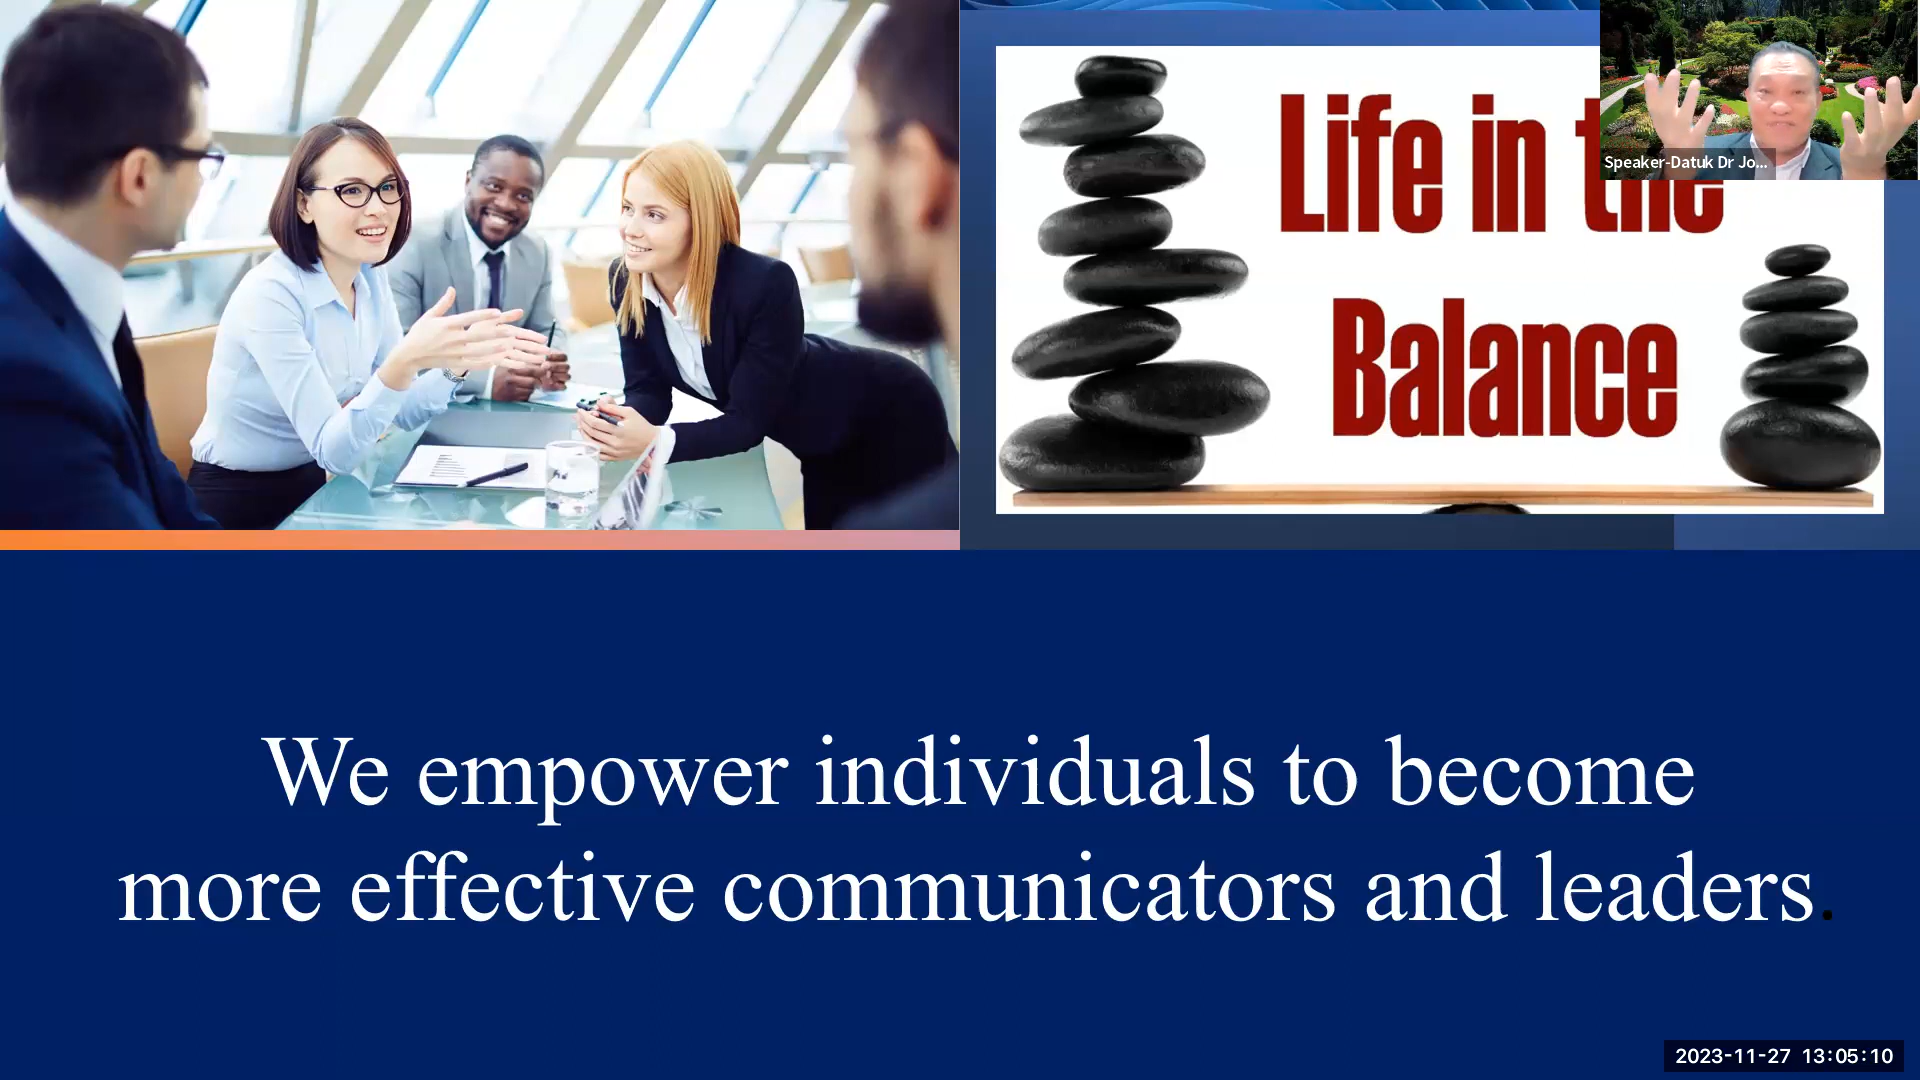 Life in the
Balance
Speaker-Datuk Dr Jo...
We empower individuals to become
more effective communicators and leaders.
2023-11-27 13:05:10